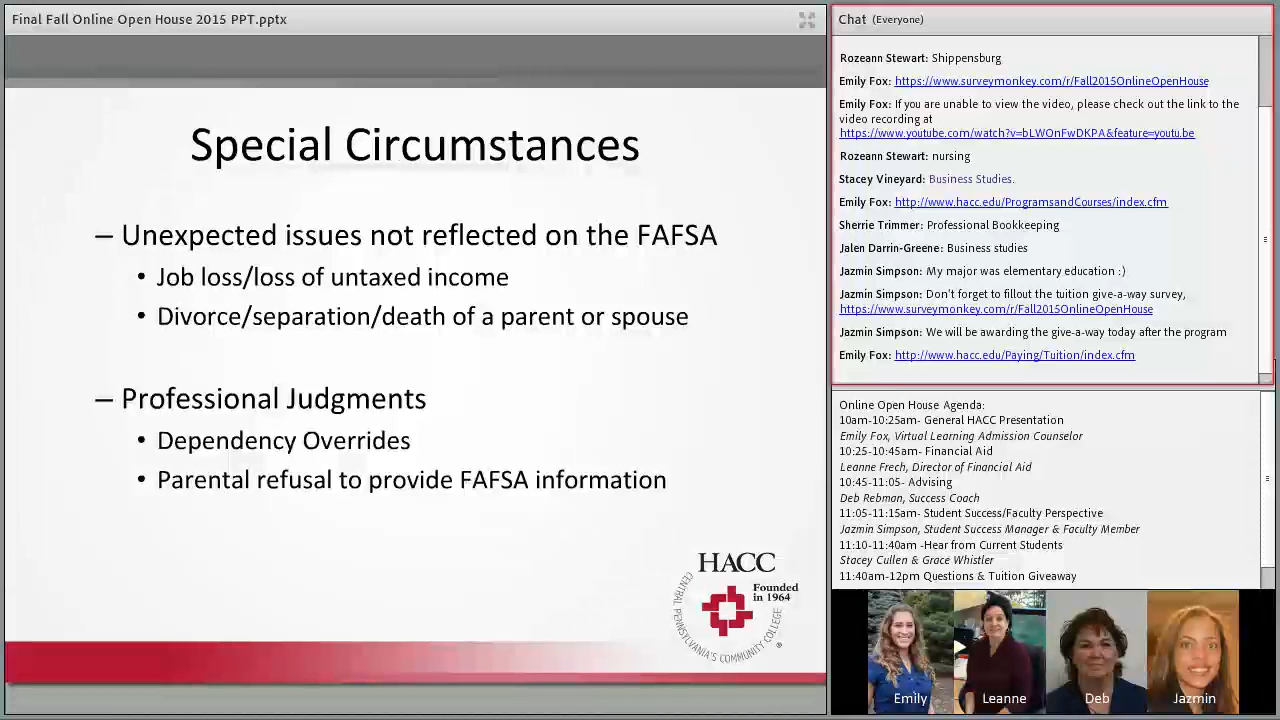 Final Fall Online Open House 2015 PPT.pptx
Special Circumstances
– Unexpected issues not reflected on the FAFSA
• Job loss/loss of untaxed income
• Divorce/separation/death of a parent or spouse
– Professional Judgments
• Dependency Overrides
• Parental refusal to provide FAFSA information
HACC
Founded
in 1964
CENTRAL PENNSYLVANIA'S COMMUNITY COLLEGE
®
Chat (Everyone)
Rozeann Stewart: Shippensburg
Emily Fox: https://www.surveymonkey.com/r/Fall2015OnlineOpenHouse
Emily Fox: If you are unable to view the video, please check out the link to the
video recording at
https://www.youtube.com/watch?v=bLWOnFwDKPA&feature=youtu.be
Rozeann Stewart: nursing
Stacey Vineyard: Business Studies.
Emily Fox: http://www.hacc.edu/ProgramsandCourses/index.cfm
Sherrie Trimmer: Professional Bookkeeping
Jalen Darrin-Greene: Business studies
Jazmin Simpson: My major was elementary education :)
Jazmin Simpson: Don't forget to fillout the tuition give-a-way survey,
https://www.surveymonkey.com/r/Fall2015OnlineOpenHouse
Jazmin Simpson: We will be awarding the give-a-way today after the program
Emily Fox: http://www.hacc.edu/Paying/Tuition/index.cfm
Online Open House Agenda:
10am-10:25am- General HACC Presentation
Emily Fox, Virtual Learning Admission Counselor
10:25-10:45am- Financial Aid
Leanne Frech, Director of Financial Aid
10:45-11:05- Advising
Deb Rebman, Success Coach
11:05-11:15am- Student Success/Faculty Perspective
Jazmin Simpson, Student Success Manager & Faculty Member
11:10-11:40am -Hear from Current Students
Stacey Cullen & Grace Whistler
11:40am-12pm Questions & Tuition Giveaway
Emily
Leanne
Deb
Jazmin